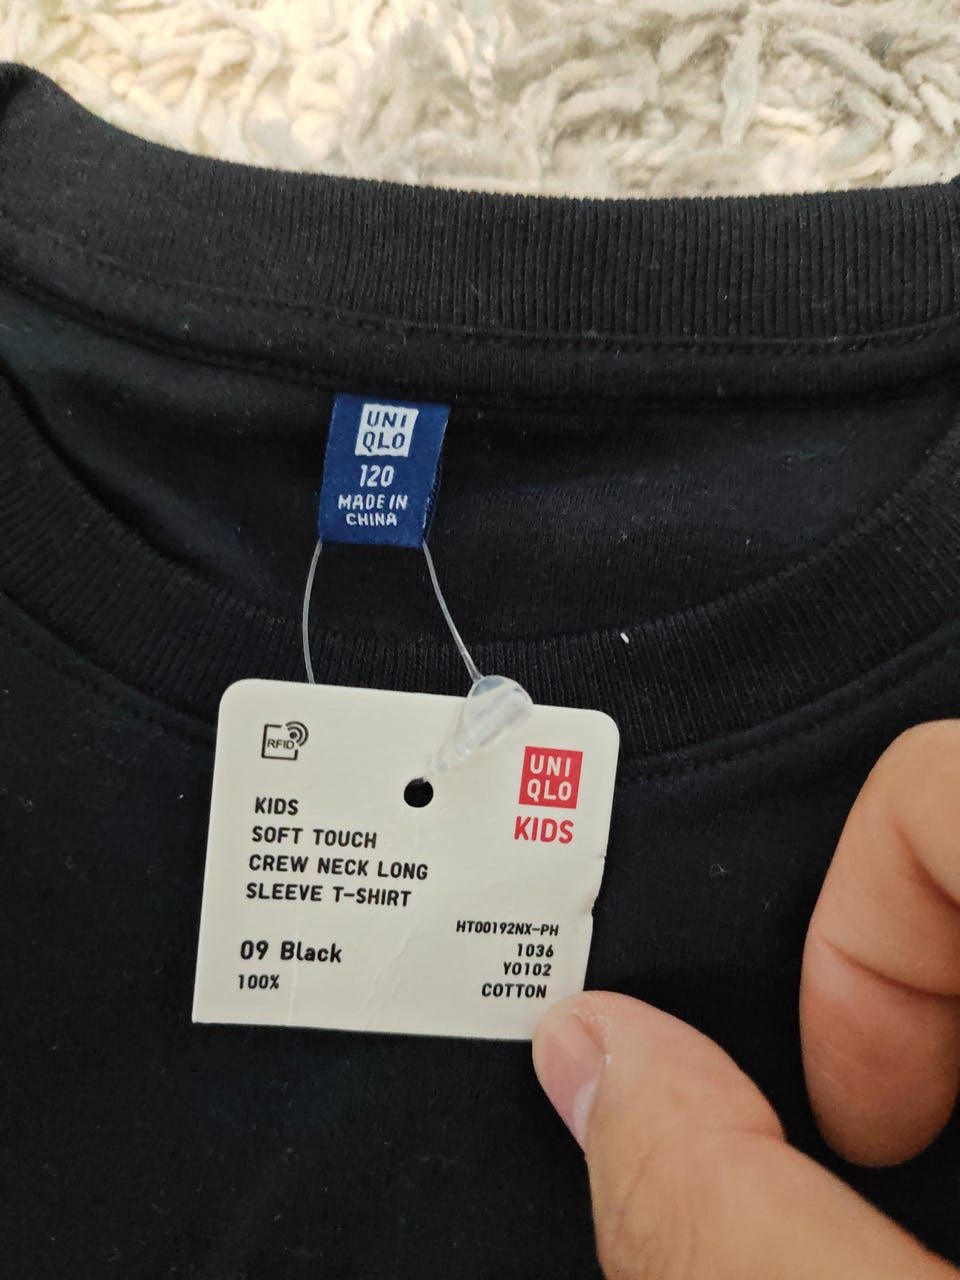 UNI
QLO
120
MADE IN
CHINA
RFID
UNI
QLO
KIDS
KIDS
SOFT TOUCH
CREW NECK LONG
SLEEVE T-SHIRT
HT00192NX-PH
09 Black
1036
Y0102
100%
COTTON